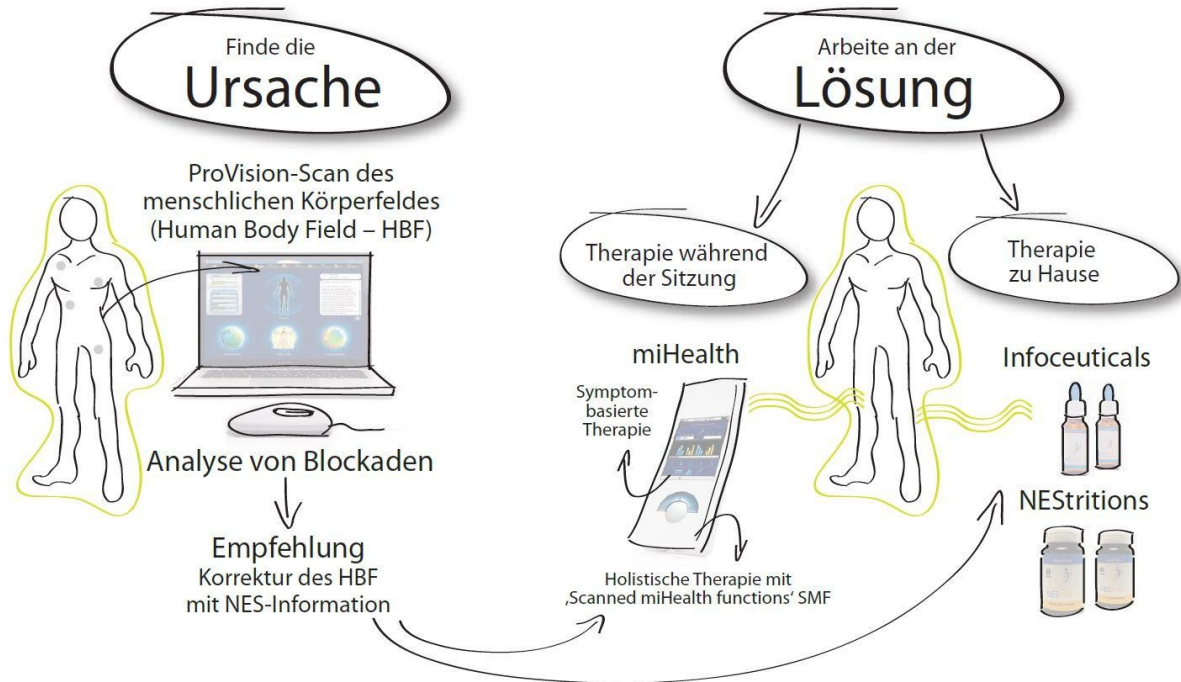 Finde die
Ursache
ProVision-Scan des
menschlichen Körperfeldes
(Human Body Field – HBF)
Analyse von Blockaden
Empfehlung
Korrektur des HBF
mit NES-Information
Arbeite an der
Lösung
Therapie während
der Sitzung
Therapie
zu Hause
miHealth
Symptom-
basierte
Therapie
Holistische Therapie mit
‚Scanned miHealth functions‘ SMF
Infoceuticals
NEStritions
NES